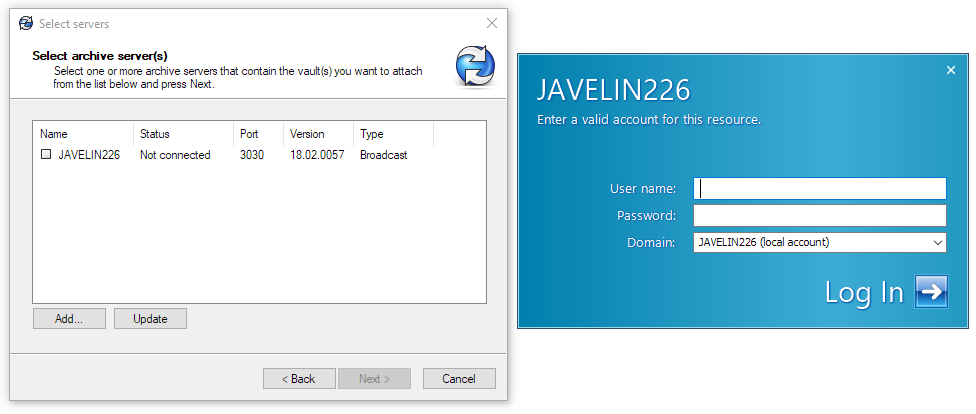 Select servers
Select archive server(s)
Select one or more archive servers that contain the vault(s) you want to attach
from the list below and press Next.
Name Status Port Version Type
JAVELIN226 Not connected 3030 18.02.0057 Broadcast
Add... Update
< Back Next > Cancel
JAVELIN226
Enter a valid account for this resource.
User name:
Password:
Domain: JAVELIN226 (local account)
Log In